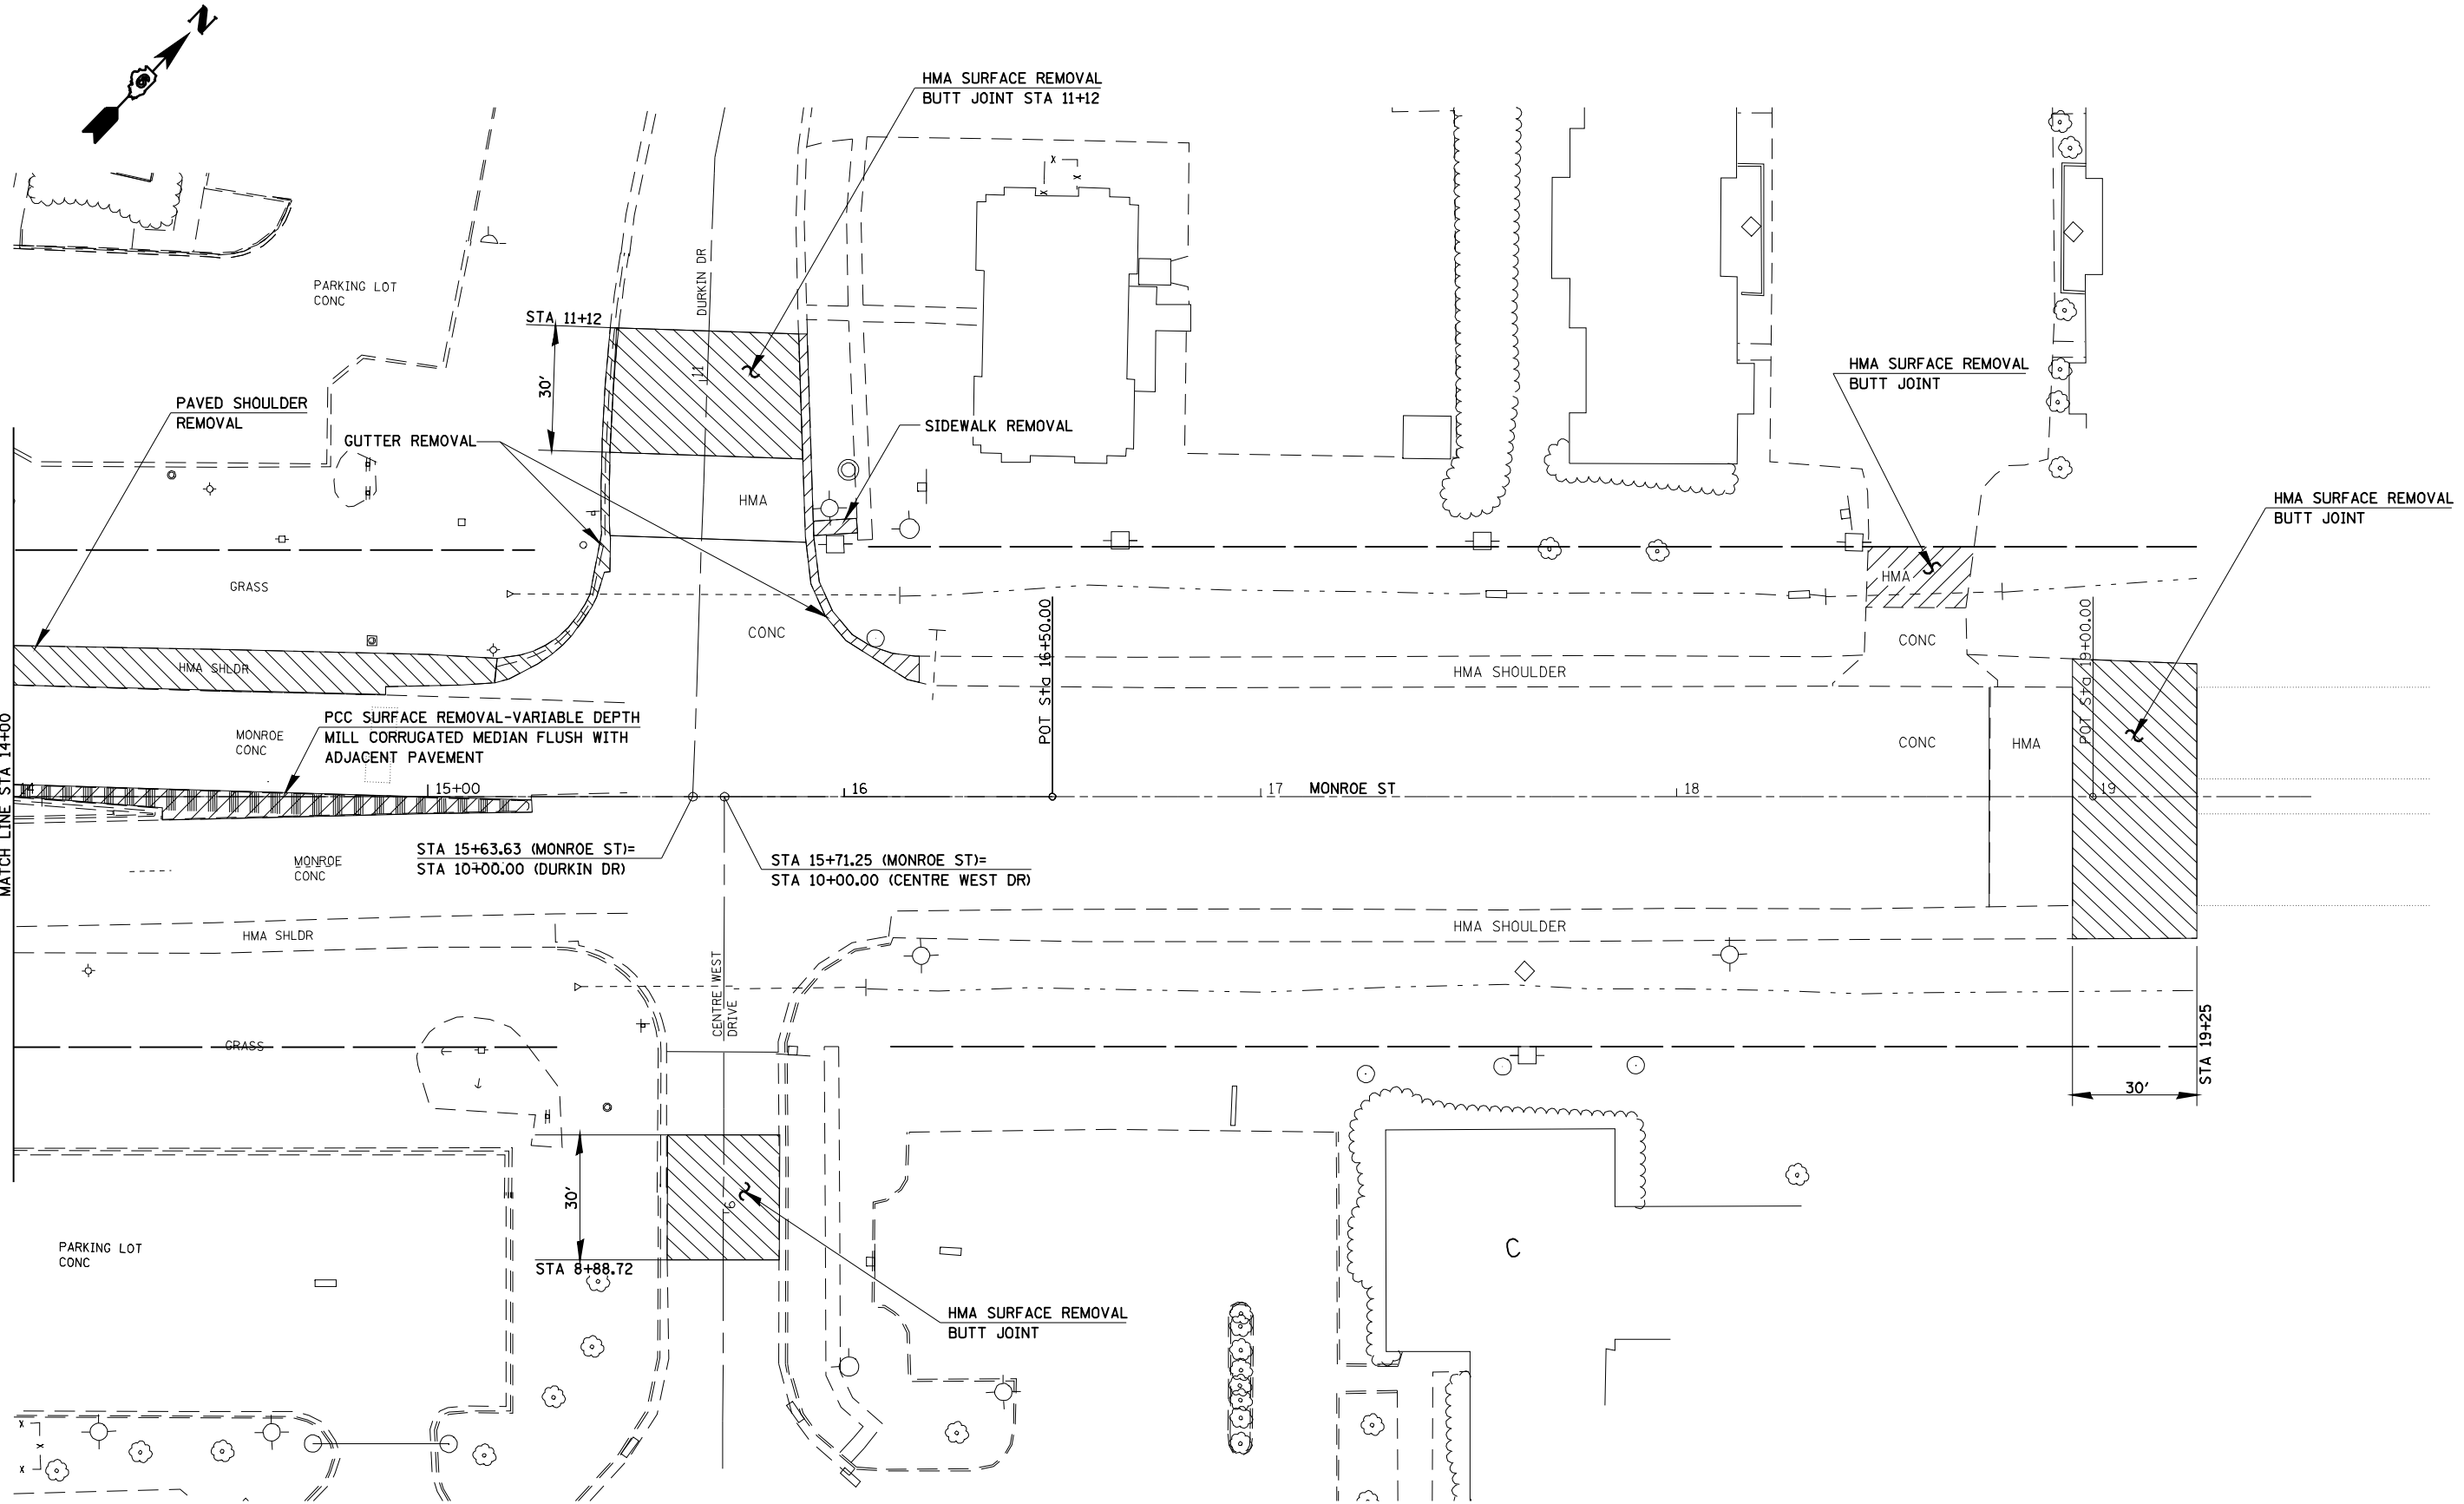 N
HMA SURFACE REMOVAL
BUTT JOINT STA 11+12
PARKING LOT
CONC
DURKIN DR
STA 11+12
30'
11
HMA SURFACE REMOVAL
BUTT JOINT
PAVED SHOULDER
REMOVAL
GUTTER REMOVAL
SIDEWALK REMOVAL
HMA
HMA SURFACE REMOVAL
BUTT JOINT
GRASS
HMA
CONC
CONC
POT Sta 16+50.00
POT Sta 19+00.00
HMA SHLDR
HMA SHOULDER
MATCH LINE STA 14+00
PCC SURFACE REMOVAL-VARIABLE DEPTH
MILL CORRUGATED MEDIAN FLUSH WITH
ADJACENT PAVEMENT
MONROE
CONC
CONC
HMA
14
15+00
16
17
MONROE ST
18
19
STA 15+63.63 (MONROE ST)=
STA 10+00.00 (DURKIN DR)
STA 15+71.25 (MONROE ST)=
STA 10+00.00 (CENTRE WEST DR)
MONROE
CONC
HMA SHLDR
HMA SHOULDER
CENTRE WEST
DRIVE
GRASS
STA 19+25
30'
30'
9
PARKING LOT
CONC
STA 8+88.72
C
HMA SURFACE REMOVAL
BUTT JOINT